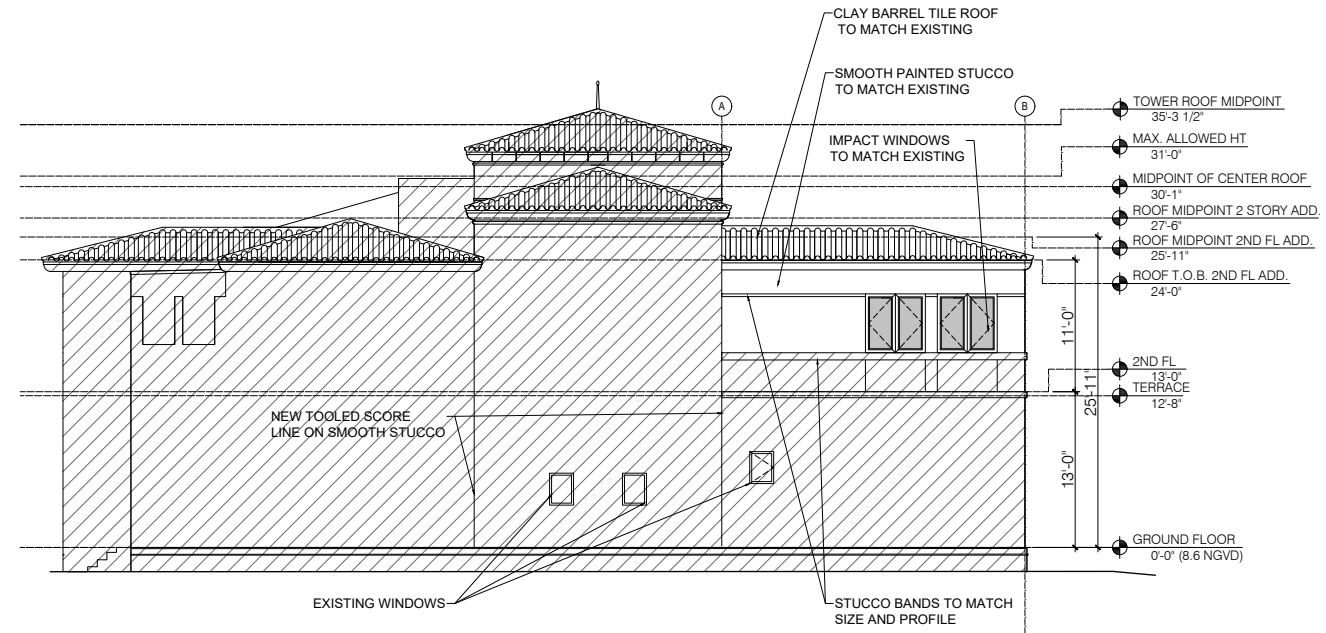 CLAY BARREL TILE ROOF
TO MATCH EXISTING
SMOOTH PAINTED STUCCO
TO MATCH EXISTING
A
B
IMPACT WINDOWS
TO MATCH EXISTING
TOWER ROOF MIDPOINT
35'-3 1/2"
MAX. ALLOWED HT
31'-0"
MIDPOINT OF CENTER ROOF
30'-1"
ROOF MIDPOINT 2 STORY ADD.
27'-6"
ROOF MIDPOINT 2ND FL ADD.
25'-11"
ROOF T.O.B. 2ND FL ADD.
24'-0"
11'-0"
25'-11"
2ND FL
13'-0"
TERRACE
12'-8"
NEW TOOLED SCORE
LINE ON SMOOTH STUCCO
13'-0"
GROUND FLOOR
0'-0" (8.6 NGVD)
EXISTING WINDOWS
STUCCO BANDS TO MATCH
SIZE AND PROFILE